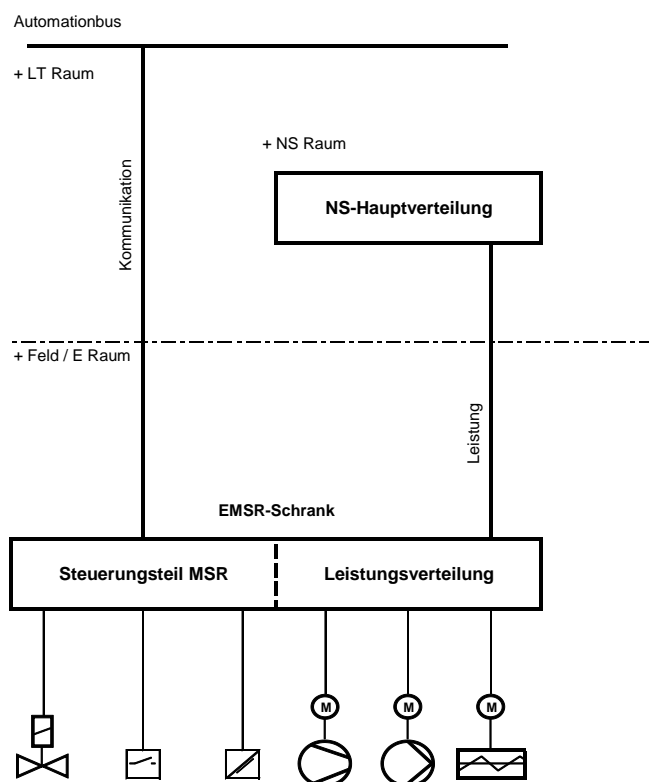 Automationbus
+ LT Raum
+ NS Raum
Kommunikation
NS-Hauptverteilung
+ Feld / E Raum
Leistung
EMSR-Schrank
Steuerungsteil MSR
Leistungsverteilung
M
M
M